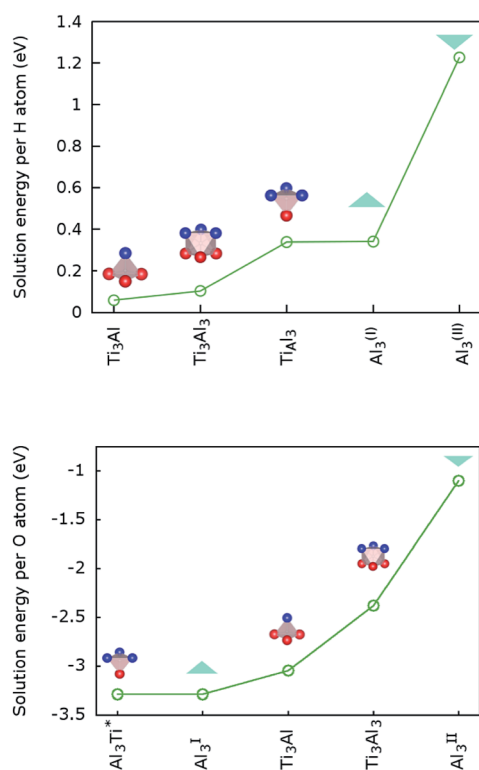 Solution energy per H atom (eV)
1.4
1.2
1
0.8
0.6
0.4
0.2
0
Ti3Al
Ti3Al3
TiAl3
Al3(I)
Al3(II)
Solution energy per O atom (eV)
-1
-1.5
-2
-2.5
-3
-3.5
Al3Ti*
Al3I
Ti3Al
Ti3Al3
Al3II